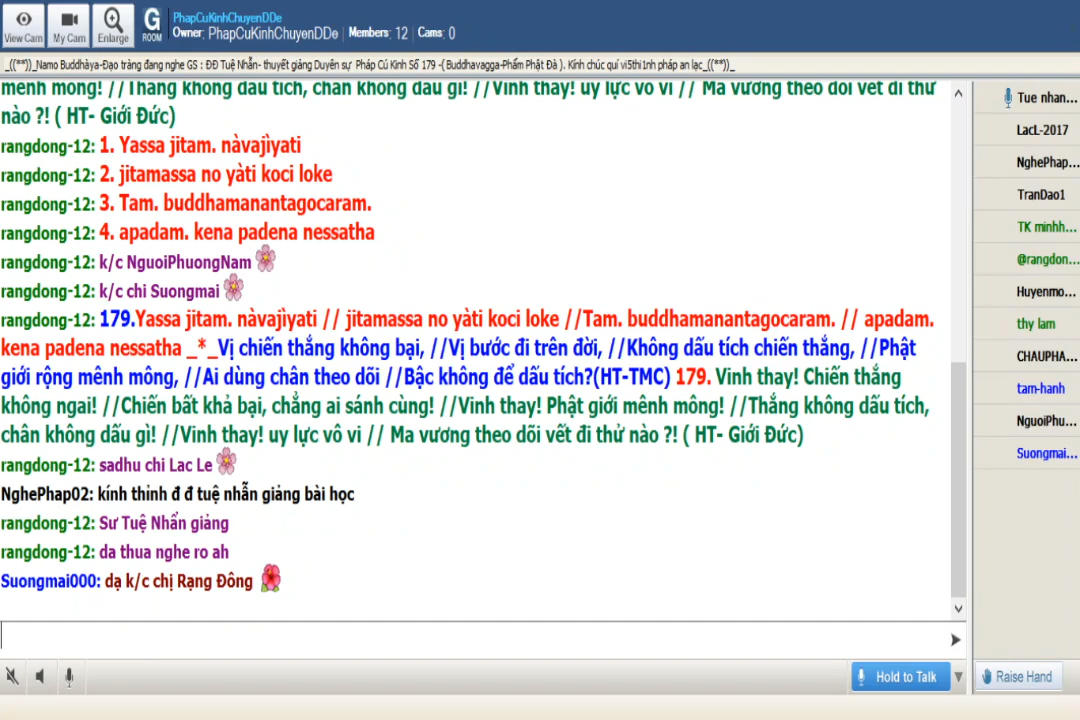 View Cam
My Cam
Enlarge
G
ROOM
PhapCuKinhChuyenDDe
Owner: PhapCuKinhChuyenDDe Members: 12 Cams: 0
_((**))_Namo Buddhàya-Đạo tràng đang nghe GS : ĐĐ Tuệ Nhẫn- thuyết giảng Duyên sự Pháp Cú Kinh Số 179 -( Buddhavagga-Phẩm Phật Đà ). Kính chúc quí vi5thi1nh pháp an lạc_((**))_
mênh mông! //Thắng không dấu tích, chân không dấu gì! //Vinh thay! uy lực vô vi // Ma vương theo dõi vết đi thử
nào ?! ( HT- Giới Đức)
rangdong-12: 1. Yassa jitam. nàvajìyati
rangdong-12: 2. jitamassa no yàti koci loke
rangdong-12: 3. Tam. buddhamanantagocaram.
rangdong-12: 4. apadam. kena padena nessatha
rangdong-12: k/c NguoiPhuongNam
rangdong-12: k/c chi Suongmai
rangdong-12: 179.Yassa jitam. nàvajìyati // jitamassa no yàti koci loke //Tam. buddhamanantagocaram. // apadam.
kena padena nessatha _*_Vị chiến thắng không bại, //Vị bước đi trên đời, //Không dấu tích chiến thắng, //Phật
giới rộng mênh mông, //Ai dùng chân theo dõi //Bậc không để dấu tích?(HT-TMC) 179. Vinh thay! Chiến thắng
không ngai! //Chiến bất khả bại, chẳng ai sánh cùng! //Vinh thay! Phật giới mênh mông! //Thắng không dấu tích,
chân không dấu gì! //Vinh thay! uy lực vô vi // Ma vương theo dõi vết đi thử nào ?! ( HT- Giới Đức)
rangdong-12: sadhu chi Lac Le
NghePhap02: kính thỉnh đ đ tuệ nhẫn giảng bài học
rangdong-12: Sư Tuệ Nhẩn giảng
rangdong-12: da thua nghe ro ah
Suongmai000: dạ k/c chị Rạng Đông
Tue nhan...
LacL-2017
NghePhap...
TranDao1
TK minhh...
@rangdon...
Huyenmo...
thy lam
CHAUPHA...
tam-hanh
NguoiPhu...
Suongmai...
Hold to Talk
Raise Hand